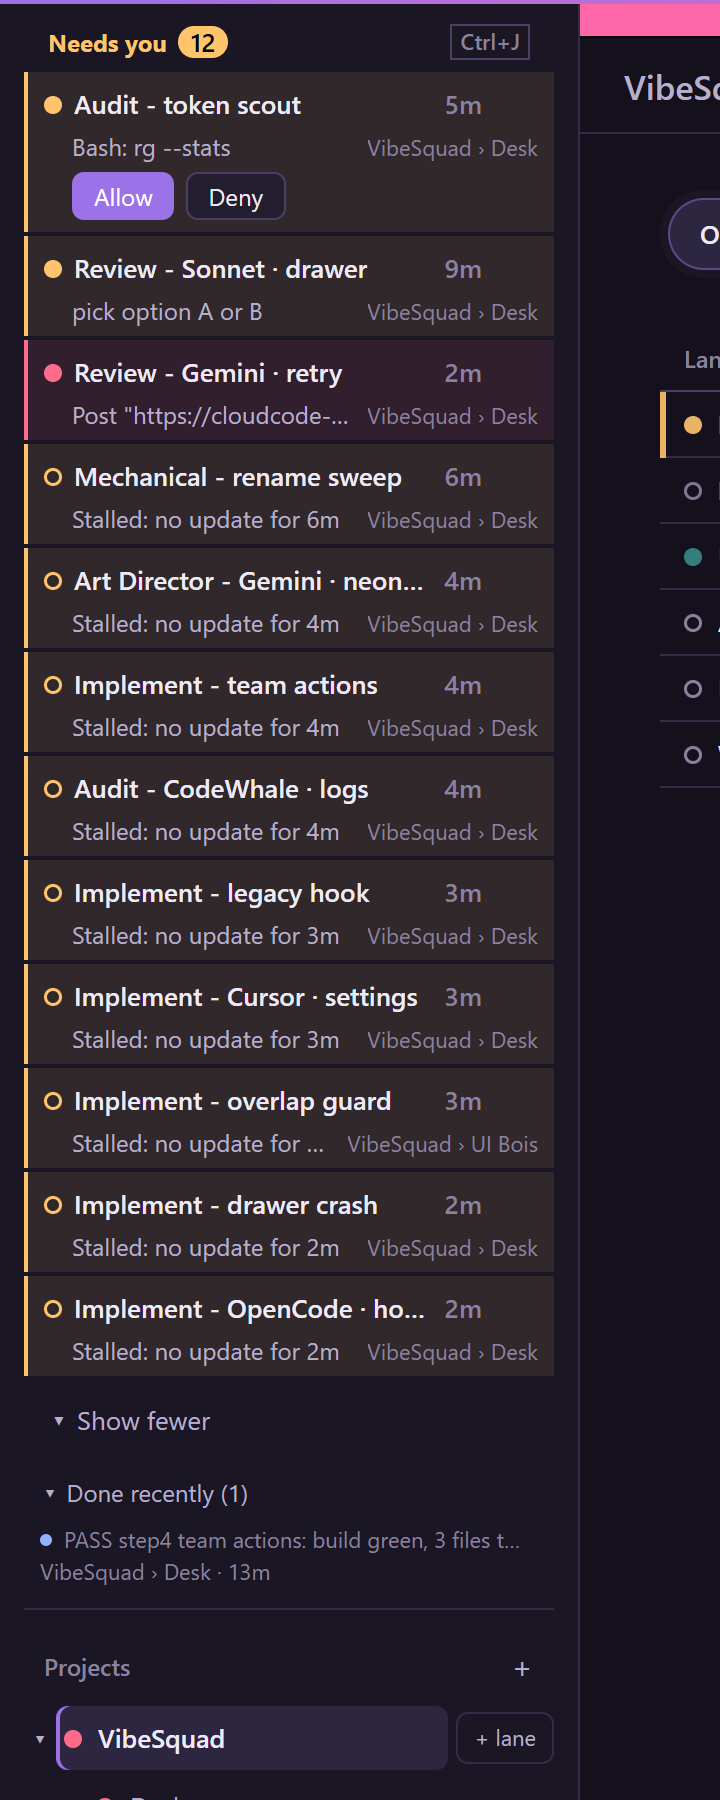 Needs you 12 Ctrl+J
Audit - token scout 5m
Bash: rg --stats VibeSquad › Desk
Allow Deny
Review - Sonnet · drawer 9m
pick option A or B VibeSquad › Desk
Review - Gemini · retry 2m
Post "https://cloudcode-... VibeSquad › Desk
Mechanical - rename sweep 6m
Stalled: no update for 6m VibeSquad › Desk
Art Director - Gemini · neon... 4m
Stalled: no update for 4m VibeSquad › Desk
Implement - team actions 4m
Stalled: no update for 4m VibeSquad › Desk
Audit - CodeWhale · logs 4m
Stalled: no update for 4m VibeSquad › Desk
Implement - legacy hook 3m
Stalled: no update for 3m VibeSquad › Desk
Implement - Cursor · settings 3m
Stalled: no update for 3m VibeSquad › Desk
Implement - overlap guard 3m
Stalled: no update for ... VibeSquad › UI Bois
Implement - drawer crash 2m
Stalled: no update for 2m VibeSquad › Desk
Implement - OpenCode · ho... 2m
Stalled: no update for 2m VibeSquad › Desk
Show fewer
Done recently (1)
PASS step4 team actions: build green, 3 files t...
VibeSquad › Desk · 13m
Projects +
VibeSquad + lane